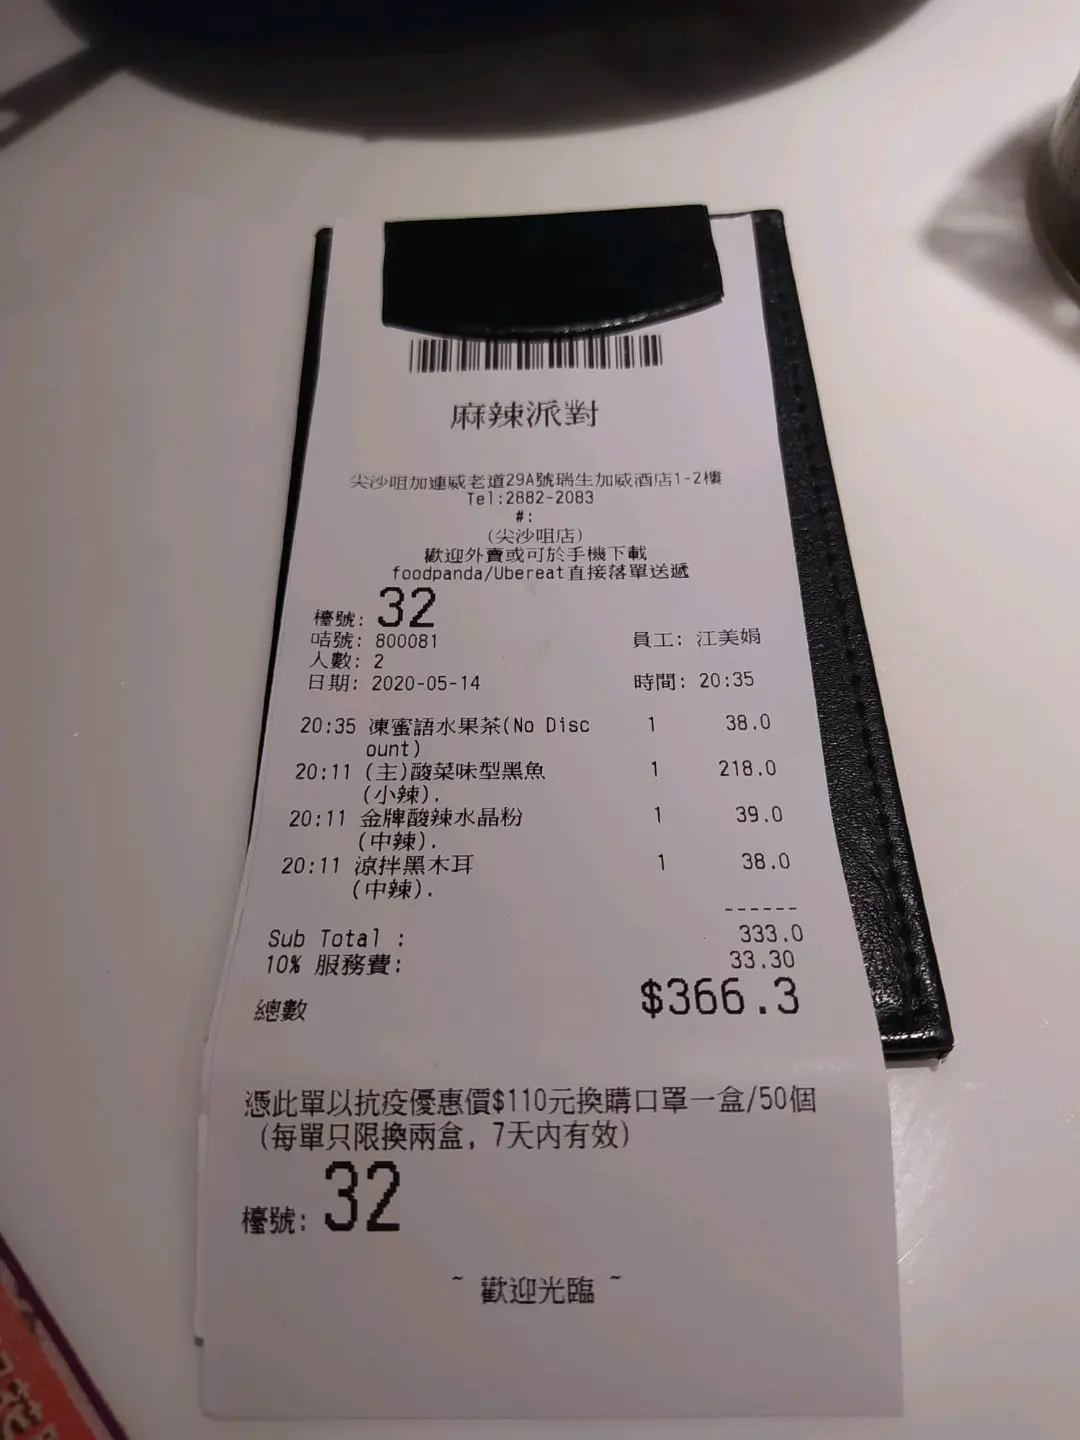 麻辣派對
尖沙咀加連威老道29A號瑞生加威酒店1-2樓
Tel:2882-2083
#:
(尖沙咀店)
歡迎外賣或可於手機下載
foodpanda/Ubereat直接落單送遞
檯號: 32
咭號: 800081 員工: 江美娟
人數: 2
日期: 2020-05-14 時間: 20:35
20:35 凍蜜語水果茶(No Disc 1 38.0
ount)
20:11 (主)酸菜味型黑魚 1 218.0
(小辣).
20:11 金牌酸辣水晶粉 1 39.0
(中辣).
20:11 涼拌黑木耳 1 38.0
(中辣).
------
Sub Total : 333.0
10% 服務費: 33.30
總數 $366.3
憑此單以抗疫優惠價$110元換購口罩一盒/50個
(每單只限換兩盒, 7天內有效)
檯號: 32
~ 歡迎光臨 ~